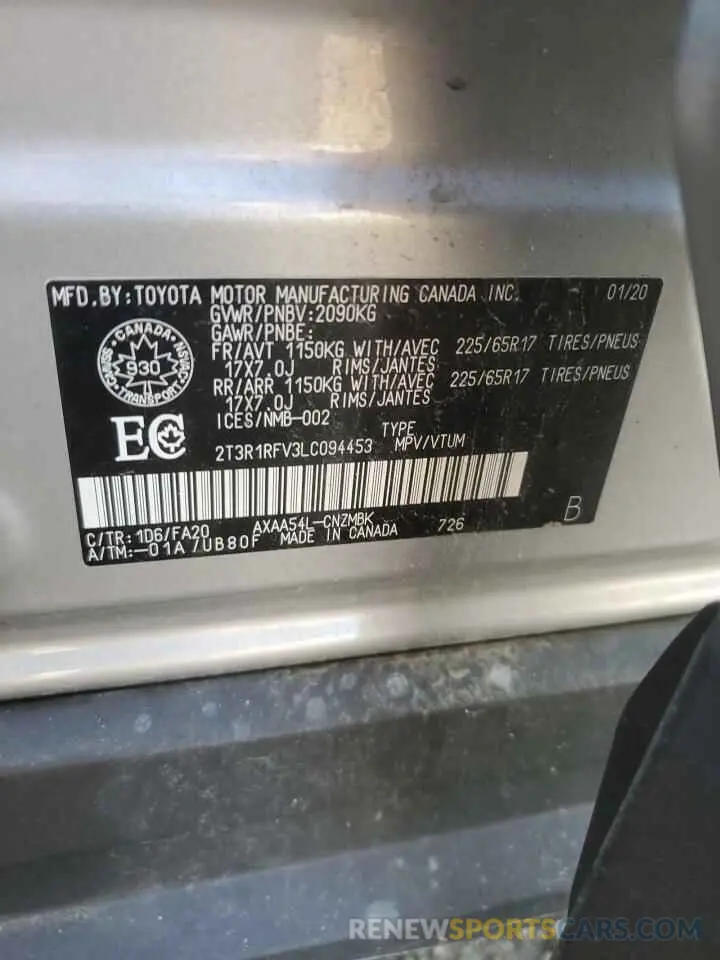 MFD.BY:TOYOTA MOTOR MANUFACTURING CANADA INC. 01/20
GVWR/PNBV:2090KG
GAWR/PNBE:
FR/AVT 1150KG WITH/AVEC 225/65R17 TIRES/PNEUS
17X7.0J RIMS/JANTES
RR/ARR 1150KG WITH/AVEC 225/65R17 TIRES/PNEUS
17X7.0J RIMS/JANTES
ICES/NMB-002
CANADA
930
TRANSPORT
EC
TYPE
2T3R1RFV3LC094453 MPV/VTUM
C/TR:1D6/FA20 AXAA54L-CNZMBK 726 B
A/TM:-01A/UB80F MADE IN CANADA
RENEWSPORTSCARS.COM